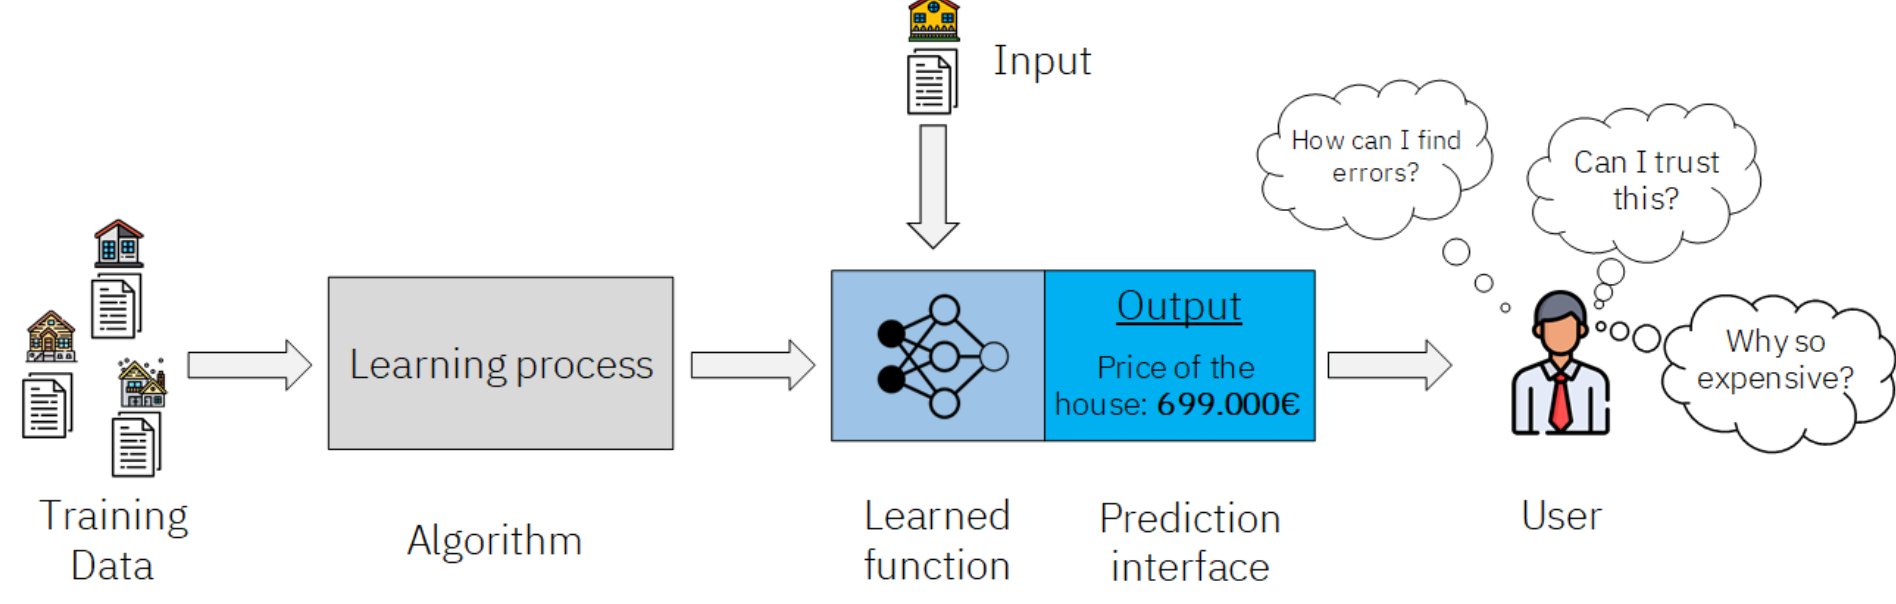 Input
How can I find
errors?
Can I trust
this?
Why so
expensive?
Learning process
Output
Price of the
house: 699.000€
Training
Data
Algorithm
Learned
function
Prediction
interface
User